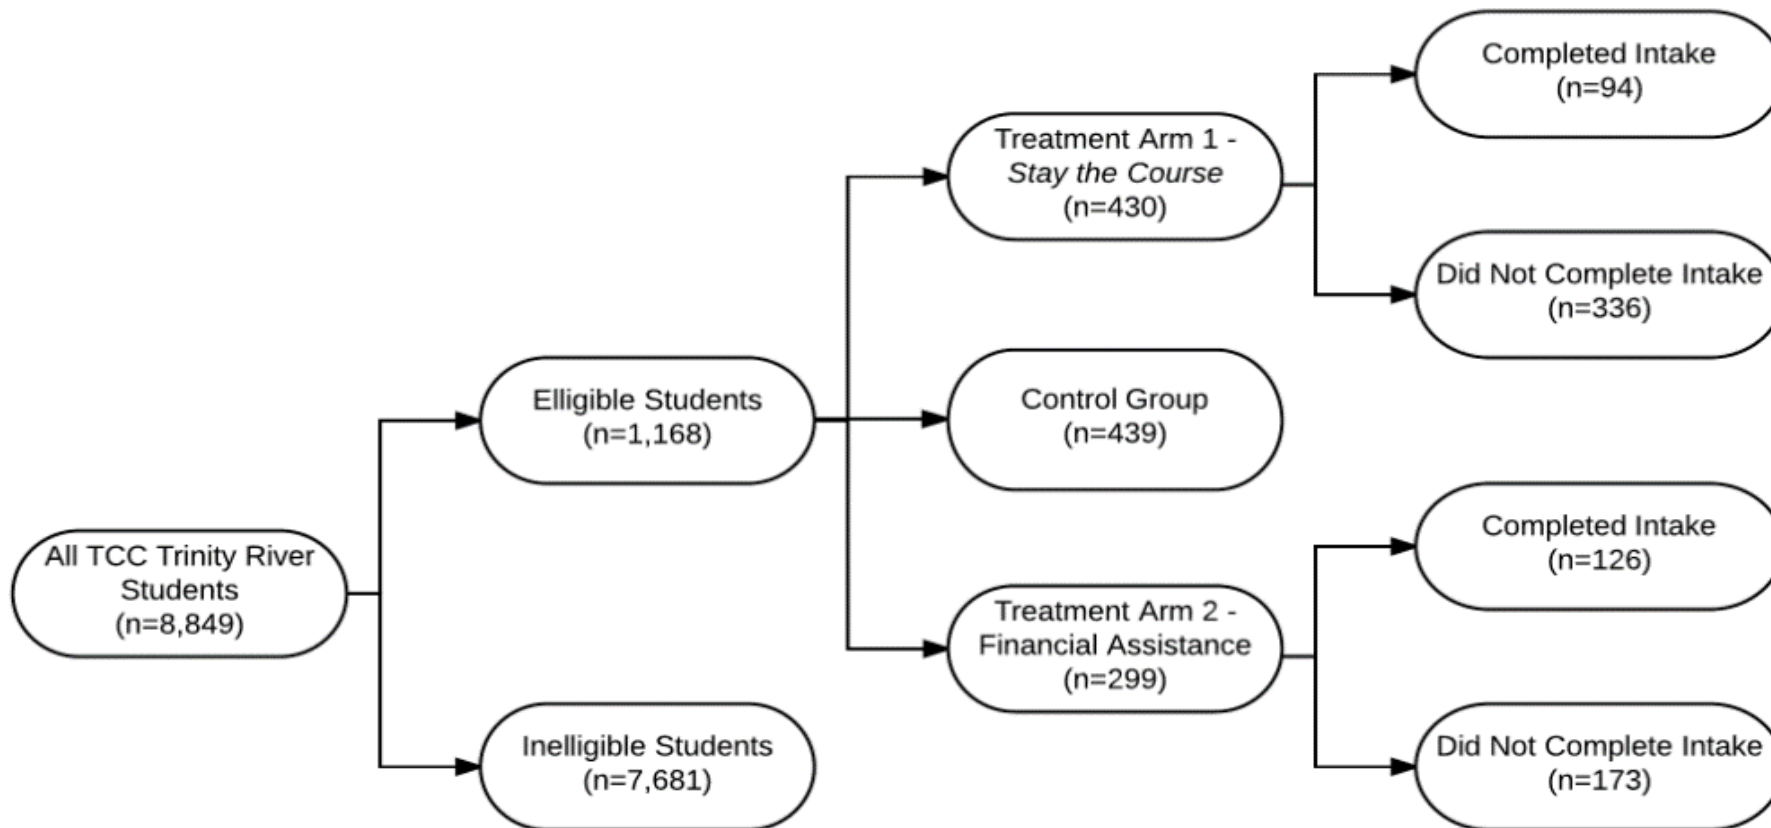 All TCC Trinity River
Students
(n=8,849)
Elligible Students
(n=1,168)
Inelligible Students
(n=7,681)
Treatment Arm 1 -
Stay the Course
(n=430)
Control Group
(n=439)
Treatment Arm 2 -
Financial Assistance
(n=299)
Completed Intake
(n=94)
Did Not Complete Intake
(n=336)
Completed Intake
(n=126)
Did Not Complete Intake
(n=173)